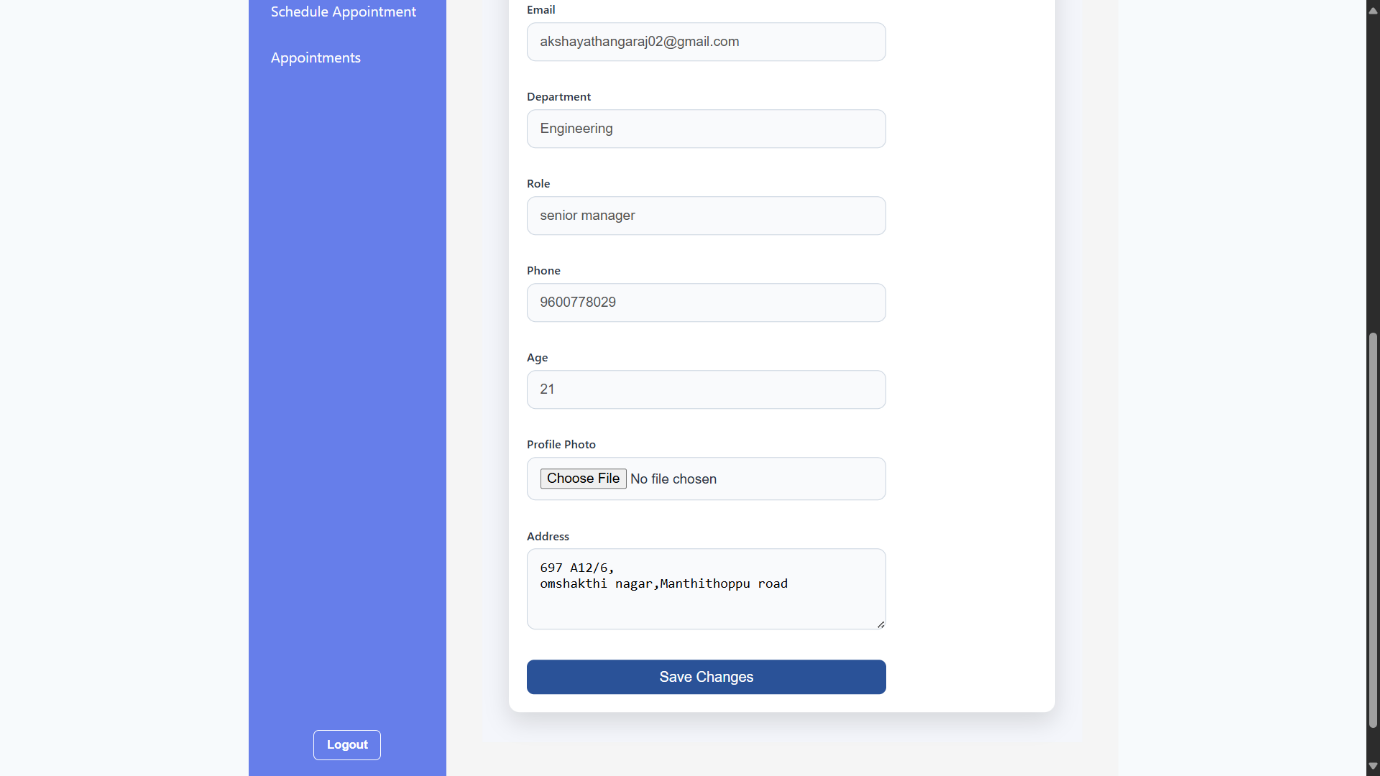 Schedule Appointment
Appointments
Logout
Email
akshayathangaraj02@gmail.com
Department
Engineering
Role
senior manager
Phone
9600778029
Age
21
Profile Photo
Choose File No file chosen
Address
697 A12/6,
omshakthi nagar,Manthithoppu road
Save Changes